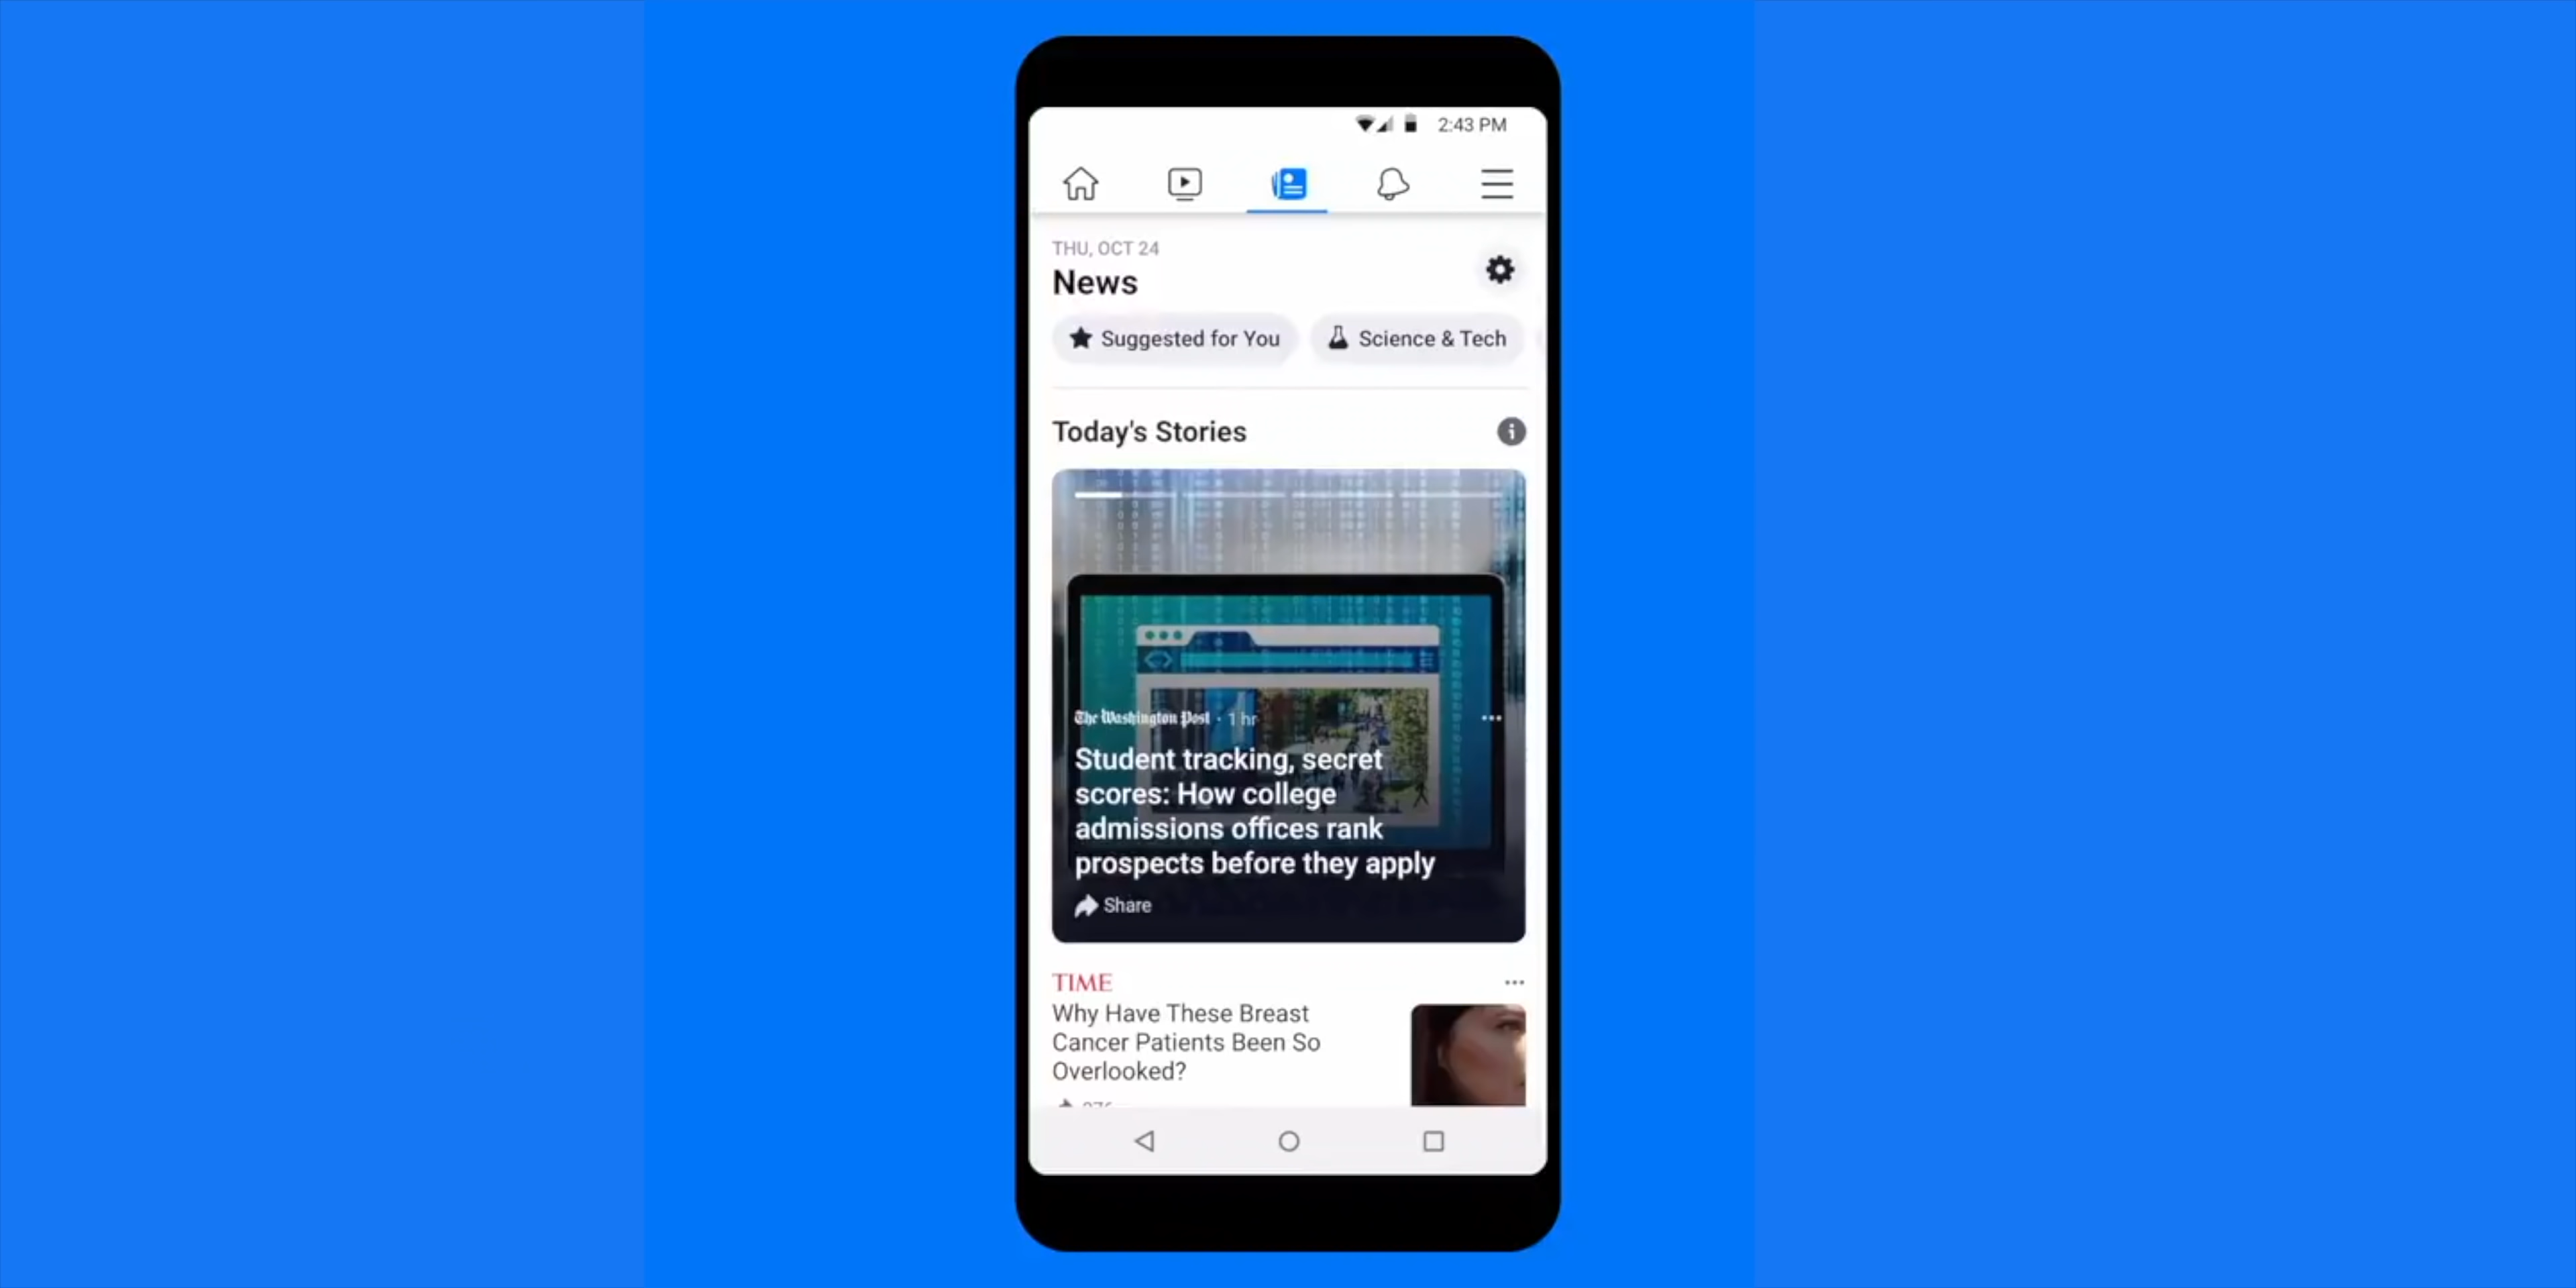 2:43 PM
THU, OCT 24
News
Suggested for You
Science & Tech
Today's Stories
The Washington Post · 1 hr
Student tracking, secret
scores: How college
admissions offices rank
prospects before they apply
Share
TIME
Why Have These Breast
Cancer Patients Been So
Overlooked?